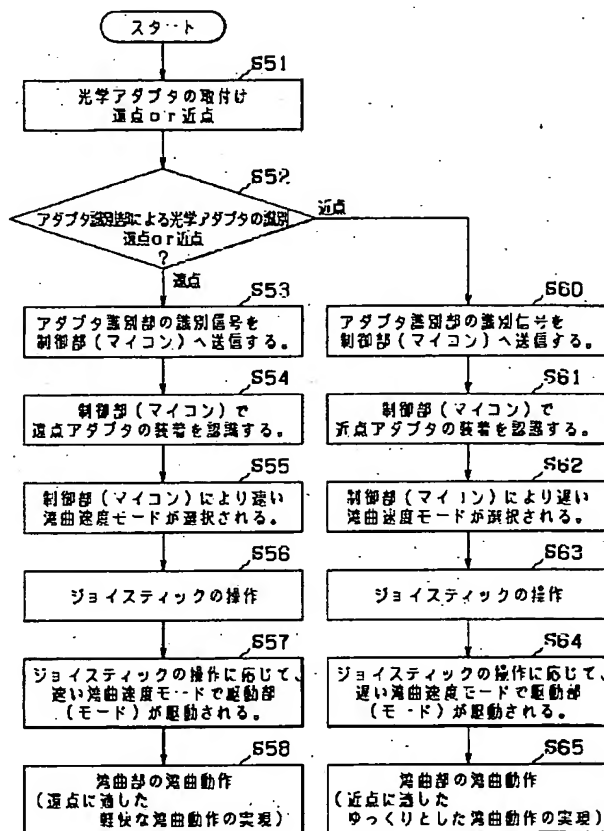 スタート
S51
光学アダプタの取付け
遠点or近点
S52
アダプタ識別部による光学アダプタの識別
遠点or近点
?
近点
遠点
S53
アダプタ識別部の識別信号を
制御部(マイコン)へ送信する。
S54
制御部(マイコン)で
遠点アダプタの装着を認識する。
S55
制御部(マイコン)により速い
湾曲速度モードが選択される。
S56
ジョイスティックの操作
S57
ジョイスティックの操作に応じて、
速い湾曲速度モードで駆動部
(モード)が駆動される。
S58
湾曲部の湾曲動作
(遠点に適した
軽快な湾曲動作の実現)
S60
アダプタ識別部の識別信号を
制御部(マイコン)へ送信する。
S61
制御部(マイコン)で
近点アダプタの装着を認識する。
S62
制御部(マイコン)により遅い
湾曲速度モードが選択される。
S63
ジョイスティックの操作
S64
ジョイスティックの操作に応じて、
遅い湾曲速度モードで駆動部
(モード)が駆動される。
S65
湾曲部の湾曲動作
(近点に適した
ゆっくりとした湾曲動作の実現)